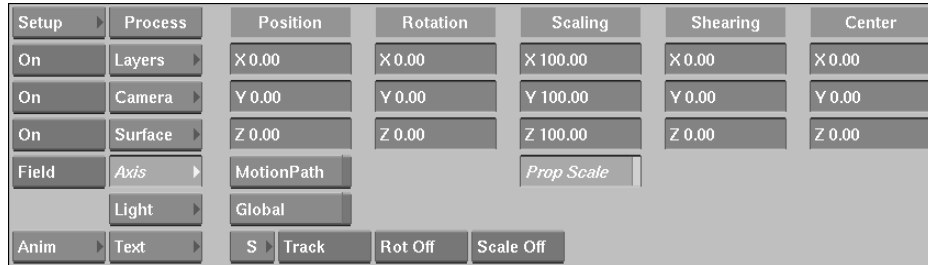 Setup Process Position Rotation Scaling Shearing Center
On Layers X 0.00 X 0.00 X 100.00 X 0.00 X 0.00
On Camera Y 0.00 Y 0.00 Y 100.00 Y 0.00 Y 0.00
On Surface Z 0.00 Z 0.00 Z 100.00 Z 0.00 Z 0.00
Field Axis MotionPath Prop Scale
Light Global
Anim Text S Track Rot Off Scale Off